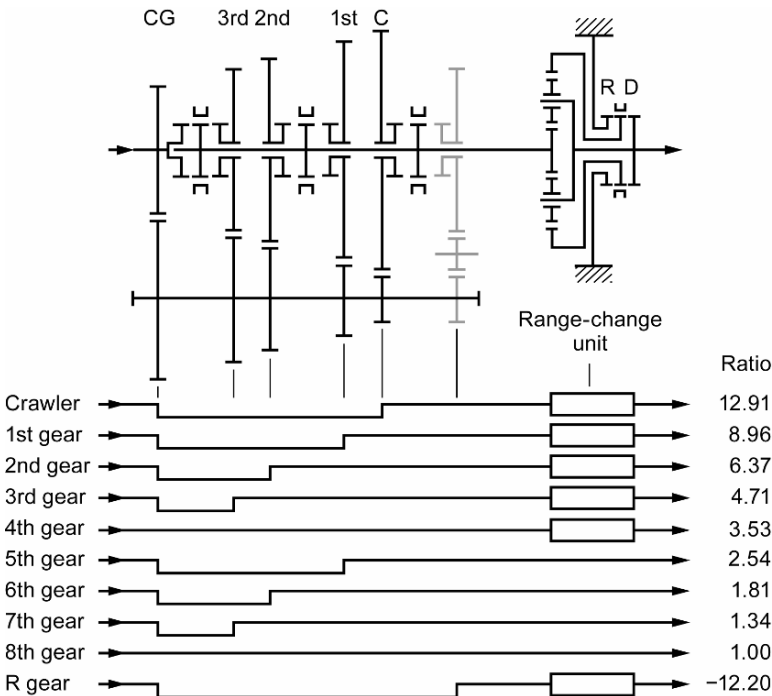 CG 3rd 2nd 1st C
R D
Range-change
unit
Ratio
Crawler 12.91
1st gear 8.96
2nd gear 6.37
3rd gear 4.71
4th gear 3.53
5th gear 2.54
6th gear 1.81
7th gear 1.34
8th gear 1.00
R gear −12.20